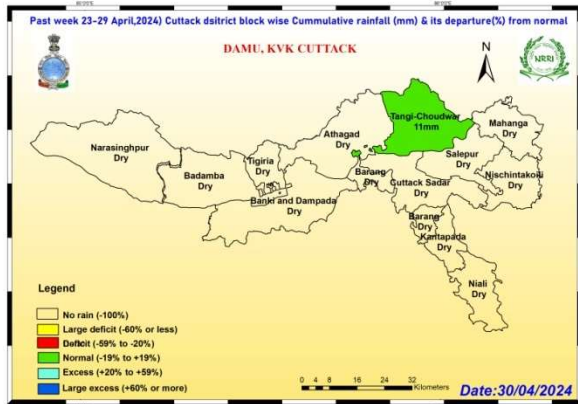 Past week 23-29 April,2024) Cuttack dsitrict block wise Cummulative rainfall (mm) & its departure(%) from normal
DAMU, KVK CUTTACK
N
NRRI
Tangi-Choudwar
11mm
Mahanga
Dry
Athagad
Dry
Narasinghpur
Dry
Badamba
Dry
Tigiria
Dry
Salepur
Dry
Nischintakoili
Dry
Barang
Dry
Cuttack Sadar
Dry
Banki and Dampada
Dry
Barang
Dry
Kantapada
Dry
Niali
Dry
Legend
No rain (-100%)
Large deficit (-60% or less)
Deficit (-59% to -20%)
Normal (-19% to +19%)
Excess (+20% to +59%)
Large excess (+60% or more)
0 4 8 16 24 32
Kilometers
Date:30/04/2024